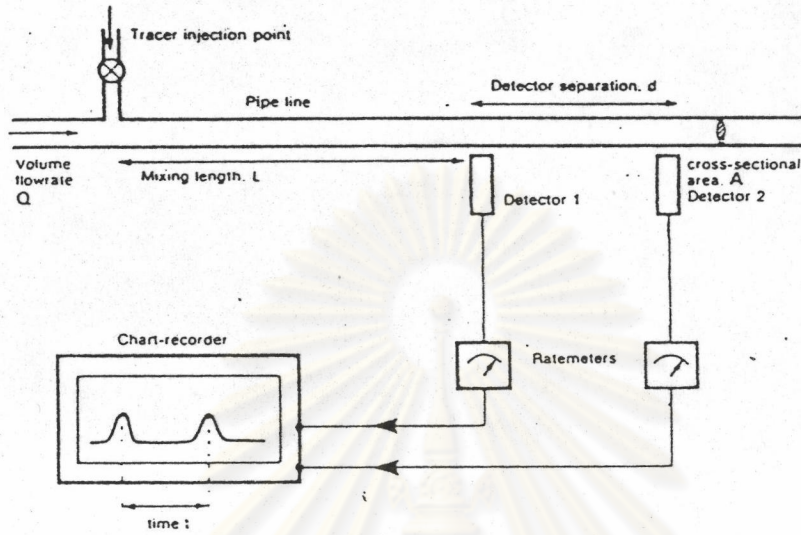 Tracer injection point
Detector separation, d
Pipe line
Volume
flowrate
Q
Mixing length, L
cross-sectional
area, A
Detector 1
Detector 2
Chart-recorder
Ratemeters
time t